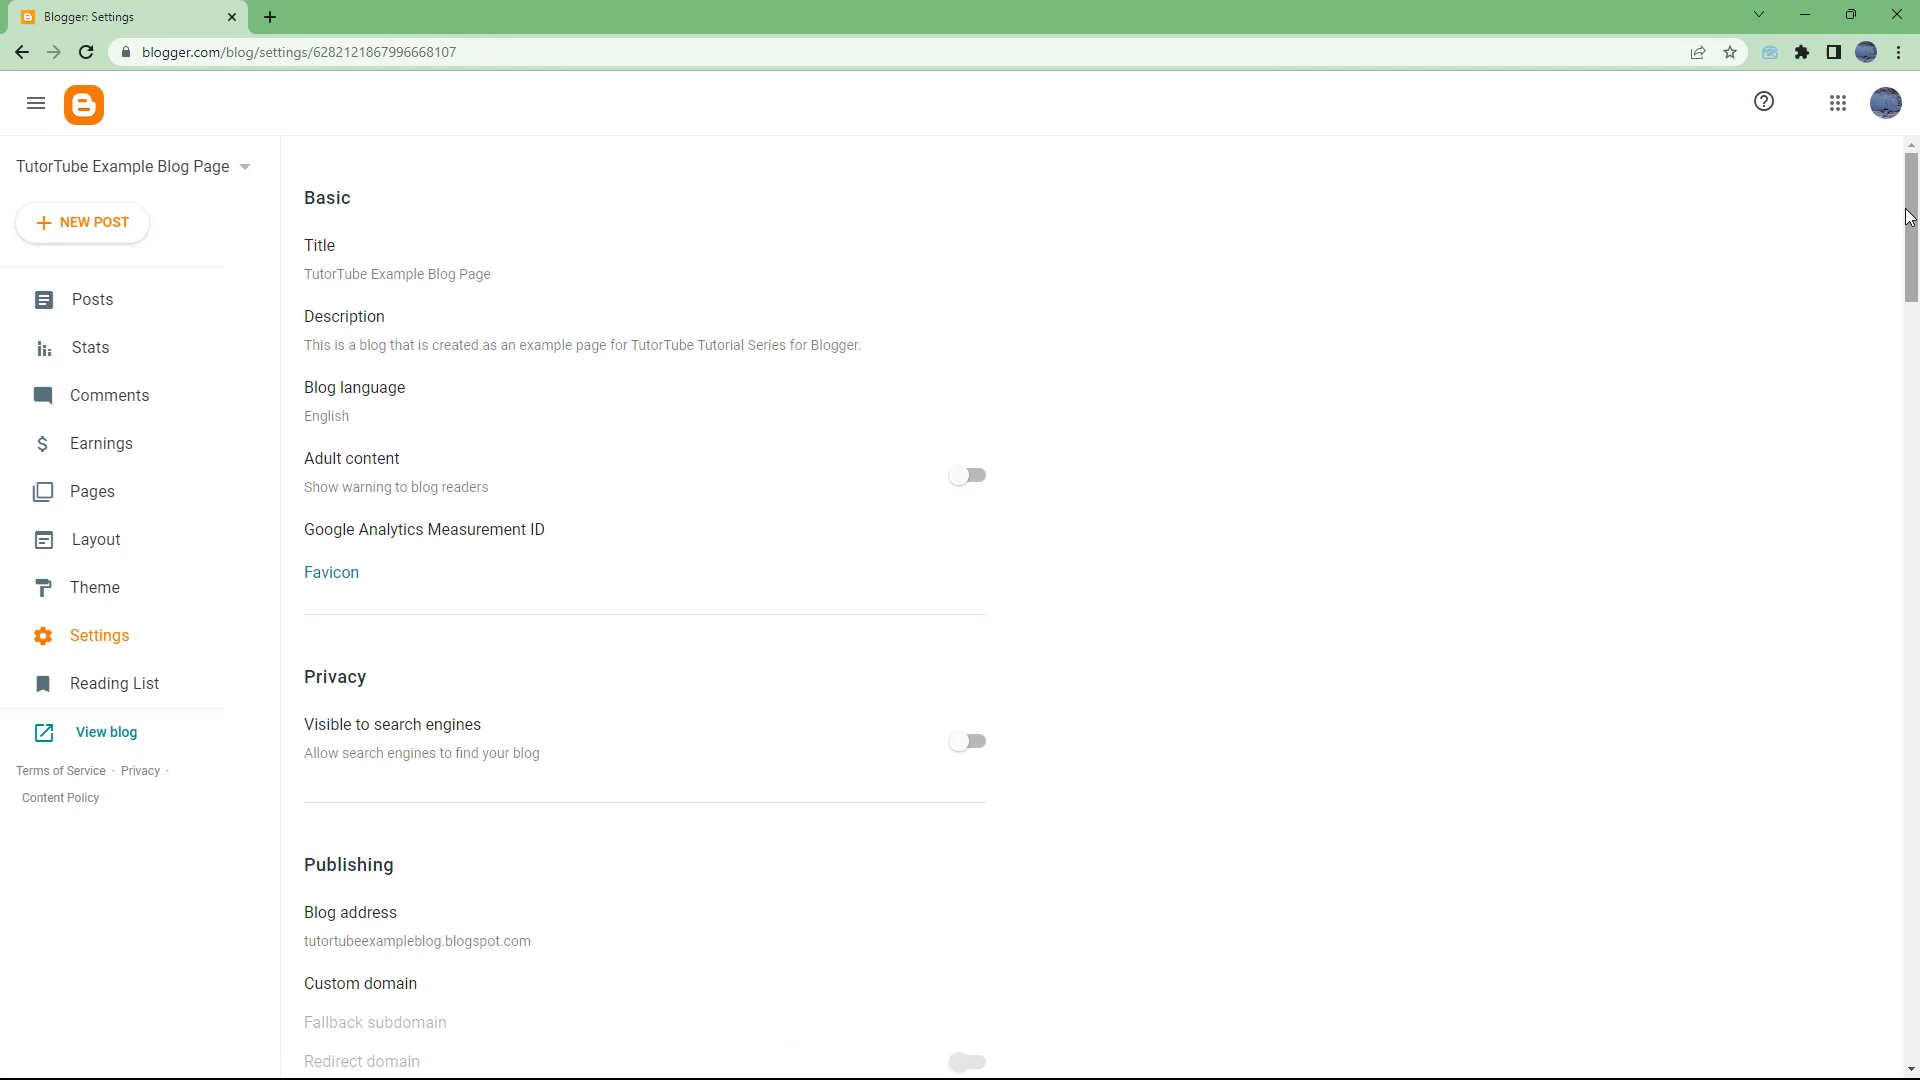 Blogger: Settings
blogger.com/blog/settings/6282121867996668107
TutorTube Example Blog Page
NEW POST
Posts
Stats
Comments
Earnings
Pages
Layout
Theme
Settings
Reading List
View blog
Terms of Service · Privacy ·
Content Policy
Basic
Title
TutorTube Example Blog Page
Description
This is a blog that is created as an example page for TutorTube Tutorial Series for Blogger.
Blog language
English
Adult content
Show warning to blog readers
Google Analytics Measurement ID
Favicon
Privacy
Visible to search engines
Allow search engines to find your blog
Publishing
Blog address
tutortubeexampleblog.blogspot.com
Custom domain
Fallback subdomain
Redirect domain